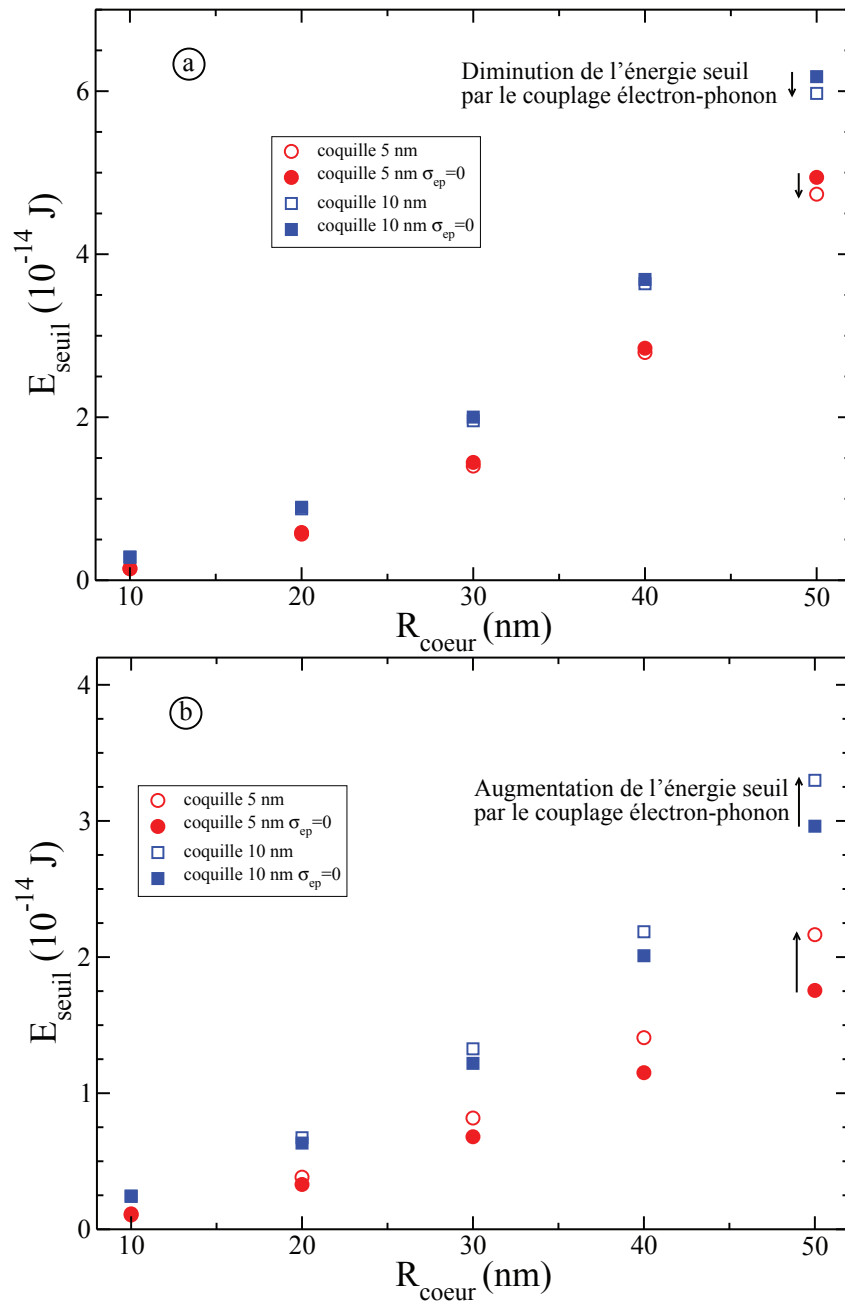 a
Diminution de l'énergie seuil
par le couplage électron-phonon
coquille 5 nm
coquille 5 nm σep=0
coquille 10 nm
coquille 10 nm σep=0
6
4
2
0
Eseuil (10-14 J)
10 20 30 40 50
Rcoeur (nm)
b
Augmentation de l'énergie seuil
par le couplage électron-phonon
coquille 5 nm
coquille 5 nm σep=0
coquille 10 nm
coquille 10 nm σep=0
4
3
2
1
0
Eseuil (10-14 J)
10 20 30 40 50
Rcoeur (nm)